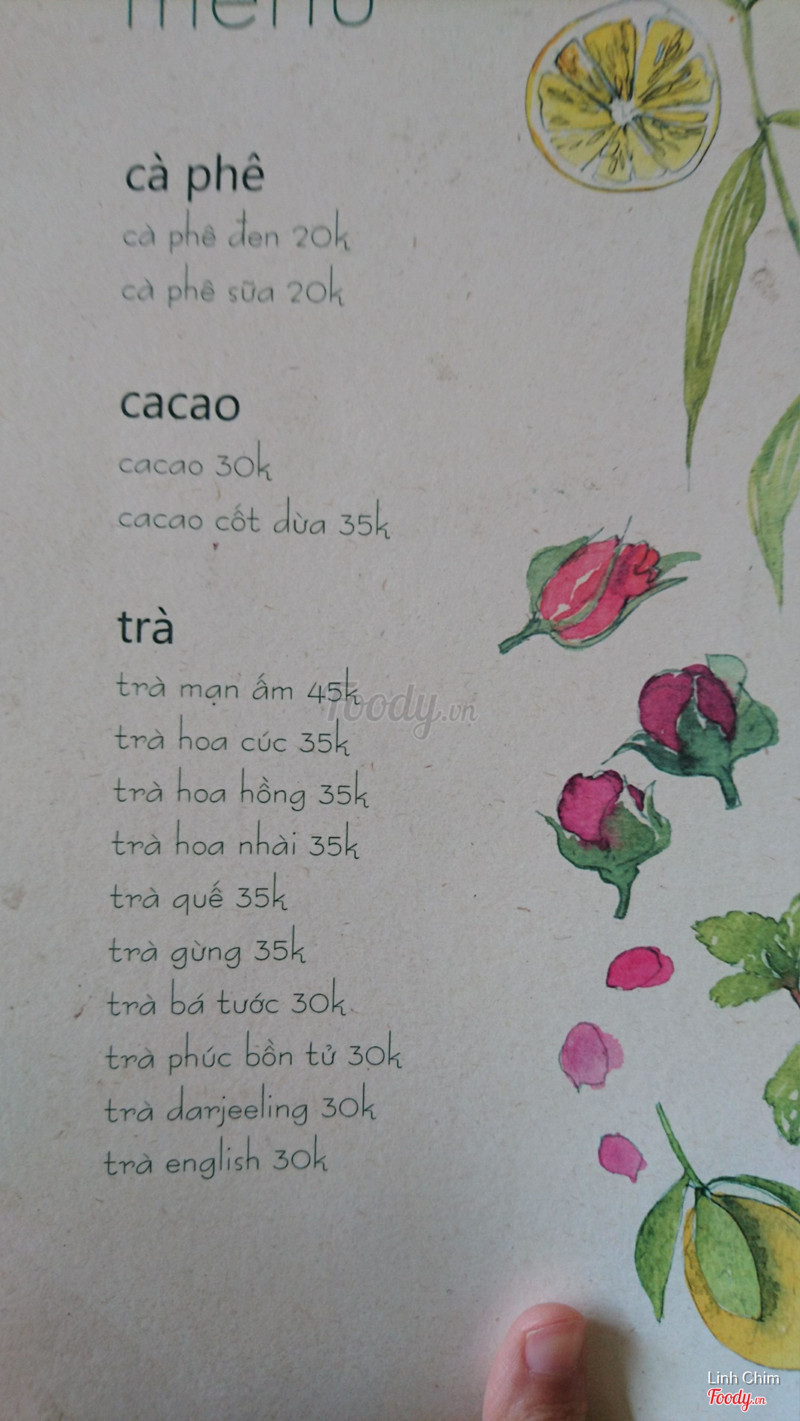 menu
cà phê
cà phê đen 20k
cà phê sữa 20k
cacao
cacao 30k
cacao cốt dừa 35k
trà
trà mạn ấm 45k
foody.vn
trà hoa cúc 35k
trà hoa hồng 35k
trà hoa nhài 35k
trà quế 35k
trà gừng 35k
trà bá tước 30k
trà phúc bồn tử 30k
trà darjeeling 30k
trà english 30k
Linh Chim
Foody.vn